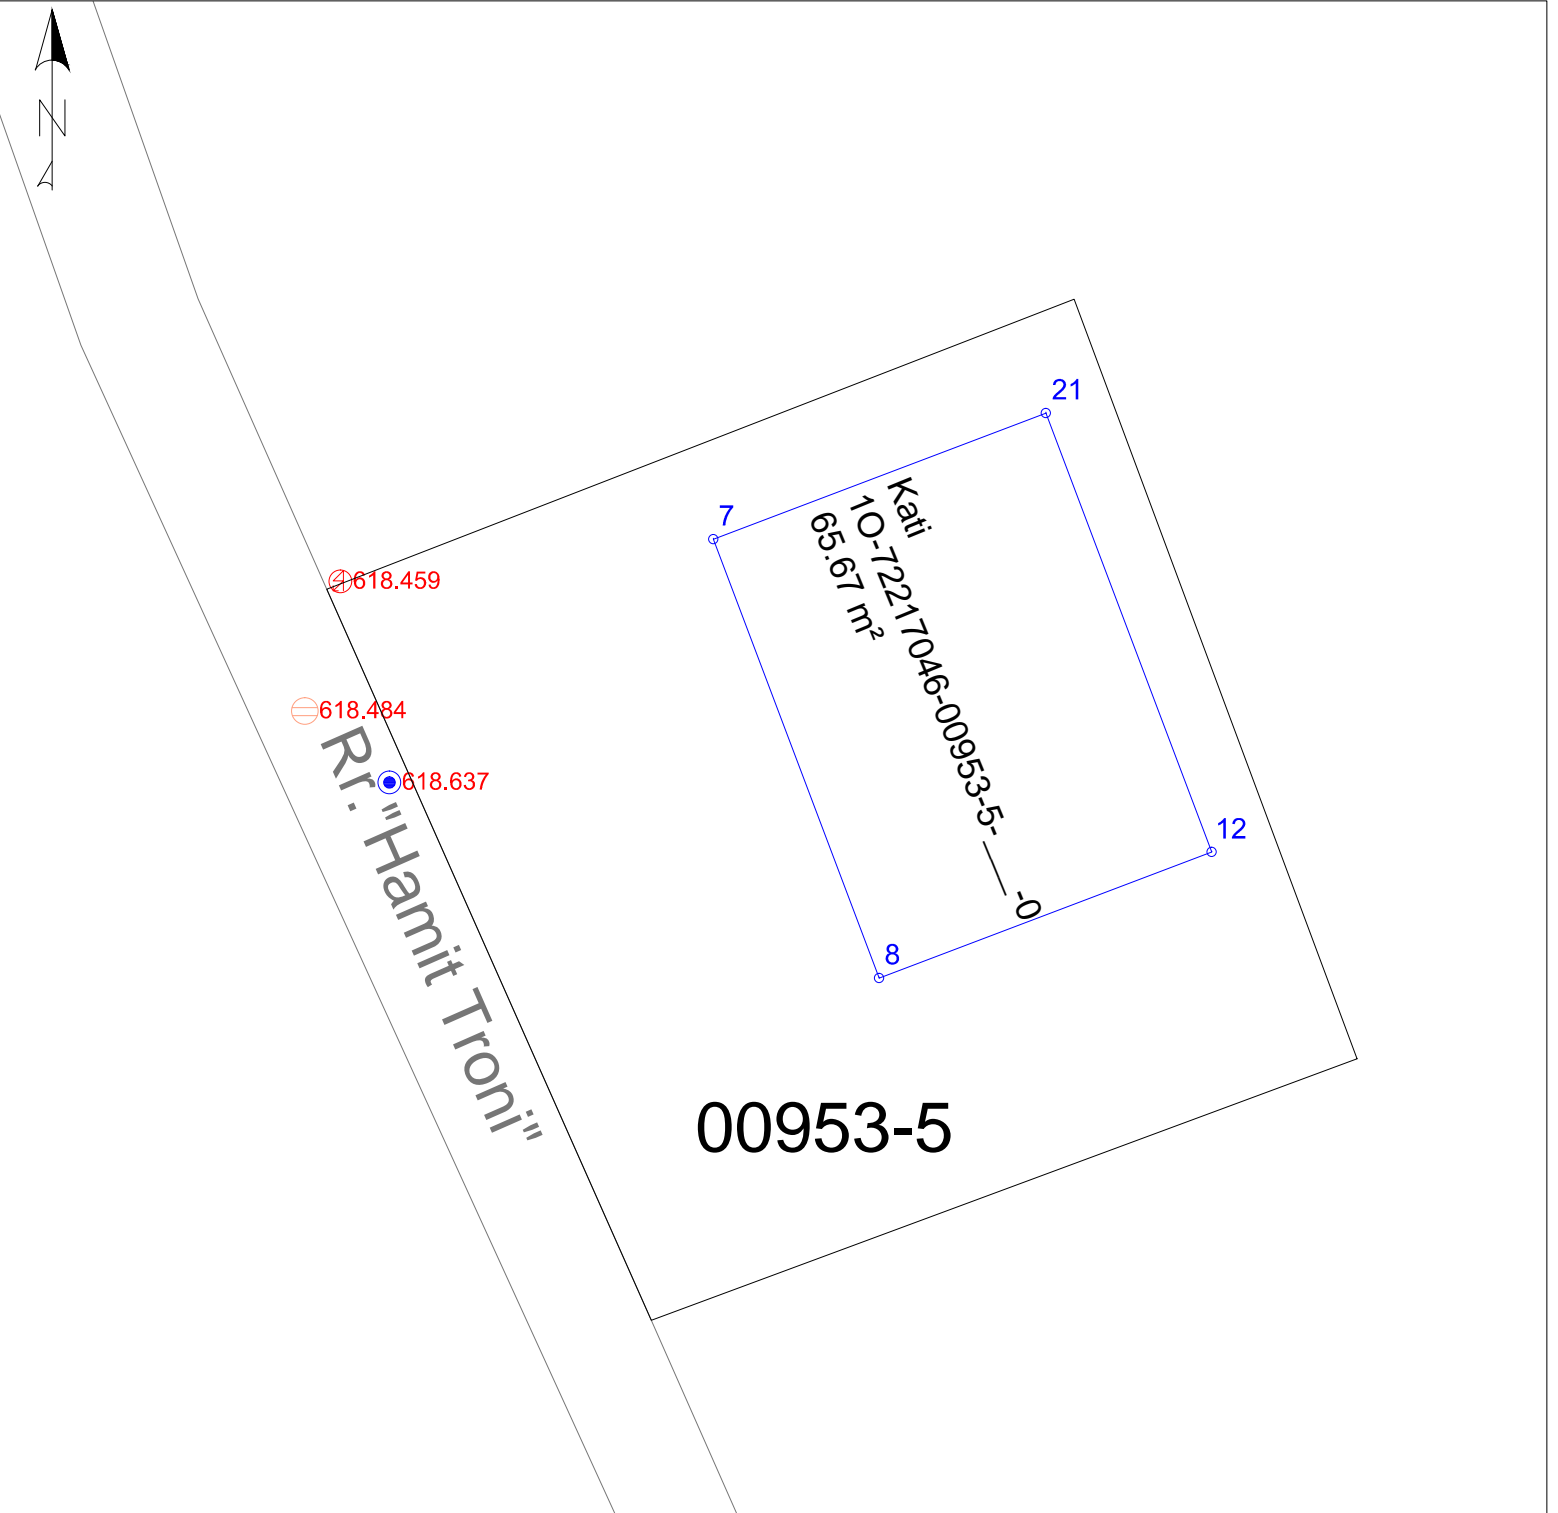 N
21
7
Kati
1O-72217046-00953-5-____ -0
65.67 m²
618.459
618.484
618.637
Rr."Hamit Troni"
12
8
00953-5